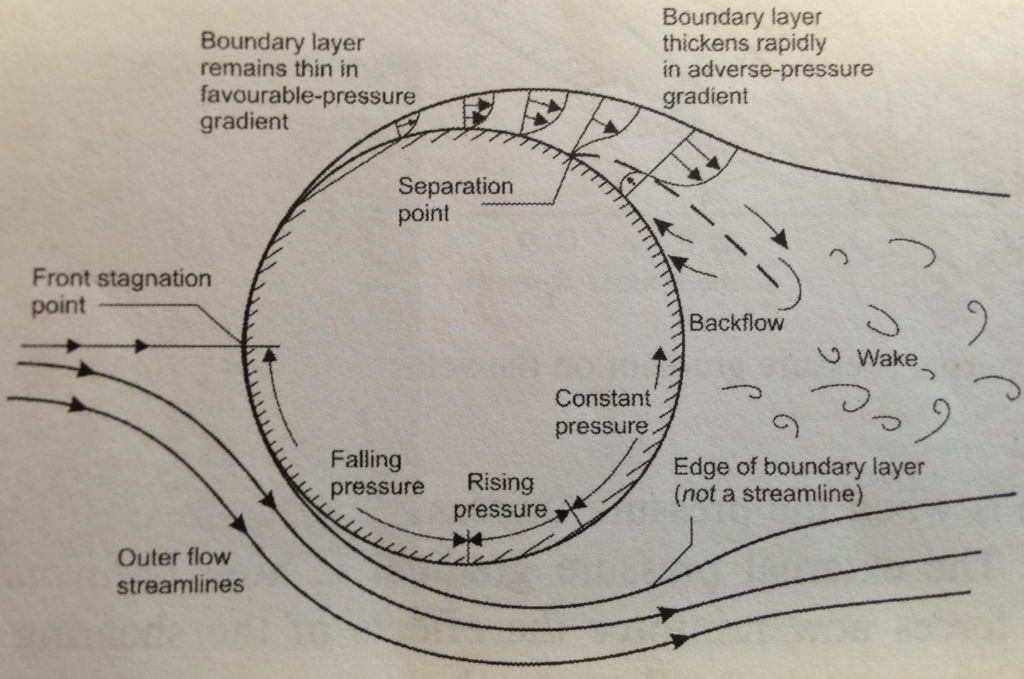 Boundary layer
remains thin in
favourable-pressure
gradient
Boundary layer
thickens rapidly
in adverse-pressure
gradient
Separation
point
Front stagnation
point
Backflow
Wake
Constant
pressure
Falling
pressure
Rising
pressure
Edge of boundary layer
(not a streamline)
Outer flow
streamlines